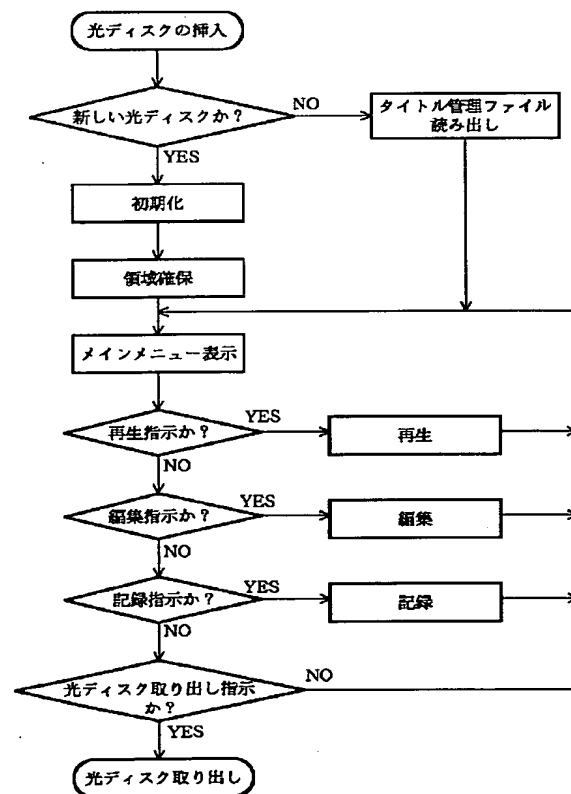 光ディスクの挿入
新しい光ディスクか?
NO
タイトル管理ファイル
読み出し
YES
初期化
領域確保
メインメニュー表示
再生指示か?
YES
再生
NO
編集指示か?
YES
編集
NO
記録指示か?
YES
記録
NO
光ディスク取り出し指示
か?
NO
YES
光ディスク取り出し